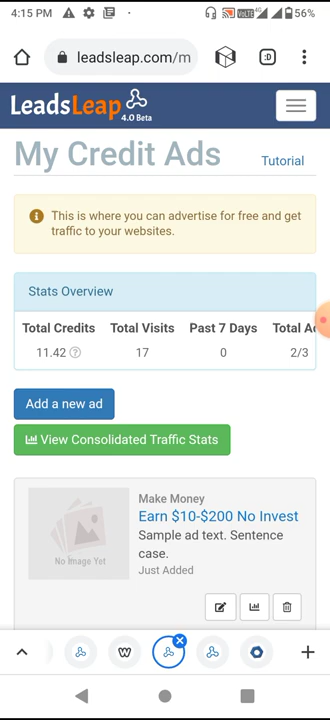 4:15 PM
VoLTE 4G 56%
leadsleap.com/m
:D
LeadsLeap
4.0 Beta
My Credit Ads
Tutorial
This is where you can advertise for free and get
traffic to your websites.
Stats Overview
Total Credits Total Visits Past 7 Days Total A
11.42 17 0 2/3
Add a new ad
View Consolidated Traffic Stats
No Image Yet
Make Money
Earn $10-$200 No Invest
Sample ad text. Sentence
case.
Just Added